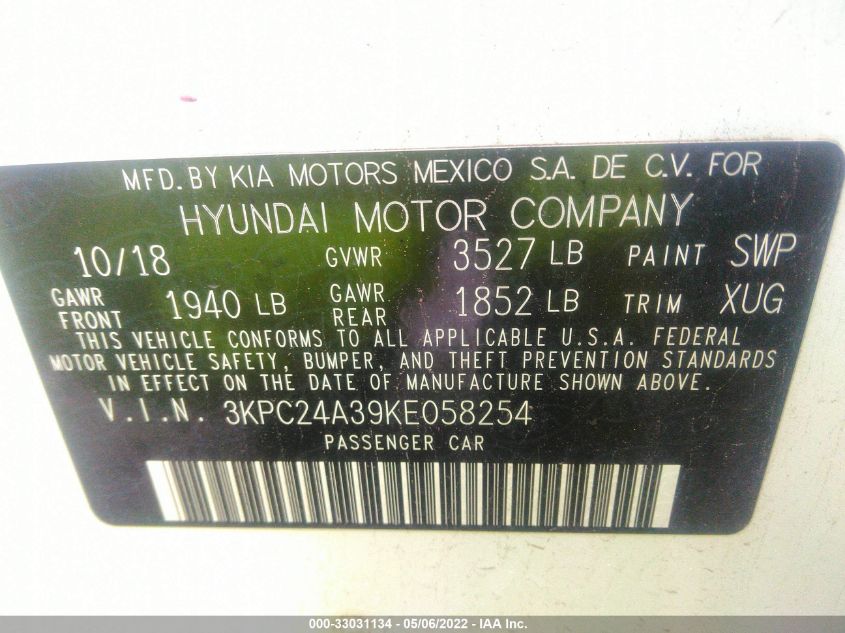 MFD. BY KIA MOTORS MEXICO S.A. DE C.V. FOR
HYUNDAI MOTOR COMPANY
10/18 GVWR 3527 LB PAINT SWP
GAWR FRONT 1940 LB GAWR REAR 1852 LB TRIM XUG
THIS VEHICLE CONFORMS TO ALL APPLICABLE U.S.A. FEDERAL
MOTOR VEHICLE SAFETY, BUMPER, AND THEFT PREVENTION STANDARDS
IN EFFECT ON THE DATE OF MANUFACTURE SHOWN ABOVE.
V.I.N. 3KPC24A39KE058254
PASSENGER CAR
000-33031134 - 05/06/2022 - IAA Inc.